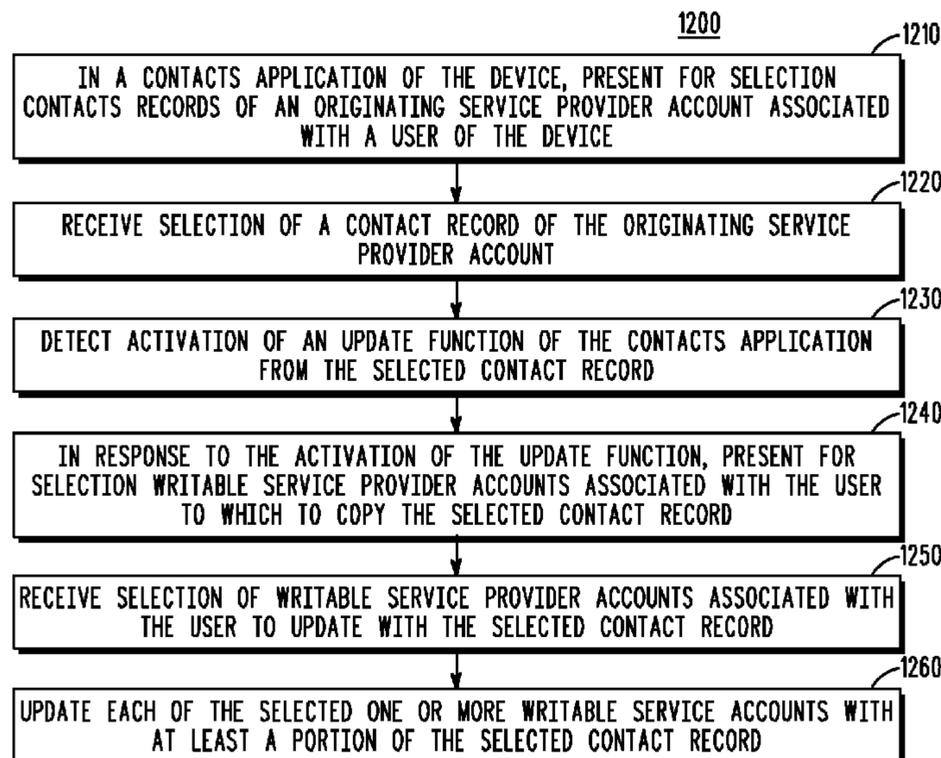 1200
1210
IN A CONTACTS APPLICATION OF THE DEVICE, PRESENT FOR SELECTION
CONTACTS RECORDS OF AN ORIGINATING SERVICE PROVIDER ACCOUNT ASSOCIATED
WITH A USER OF THE DEVICE
1220
RECEIVE SELECTION OF A CONTACT RECORD OF THE ORIGINATING SERVICE
PROVIDER ACCOUNT
1230
DETECT ACTIVATION OF AN UPDATE FUNCTION OF THE CONTACTS APPLICATION
FROM THE SELECTED CONTACT RECORD
1240
IN RESPONSE TO THE ACTIVATION OF THE UPDATE FUNCTION, PRESENT FOR
SELECTION WRITABLE SERVICE PROVIDER ACCOUNTS ASSOCIATED WITH THE USER
TO WHICH TO COPY THE SELECTED CONTACT RECORD
1250
RECEIVE SELECTION OF WRITABLE SERVICE PROVIDER ACCOUNTS ASSOCIATED WITH
THE USER TO UPDATE WITH THE SELECTED CONTACT RECORD
1260
UPDATE EACH OF THE SELECTED ONE OR MORE WRITABLE SERVICE ACCOUNTS WITH
AT LEAST A PORTION OF THE SELECTED CONTACT RECORD